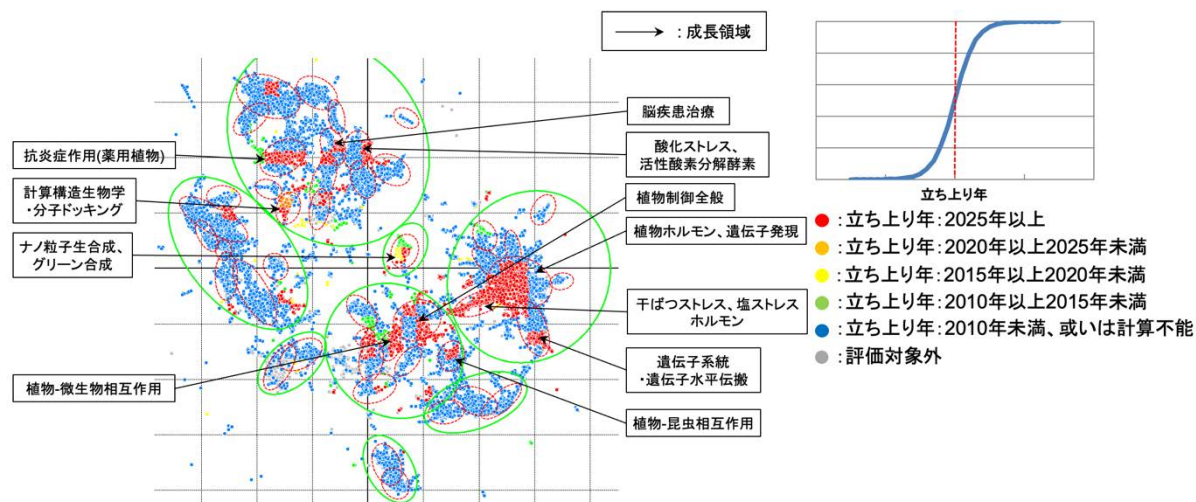 : 成長領域
脳疾患治療
酸化ストレス、
活性酸素分解酵素
植物制御全般
植物ホルモン、遺伝子発現
干ばつストレス、塩ストレス
ホルモン
遺伝子系統
・遺伝子水平伝搬
植物-昆虫相互作用
抗炎症作用(薬用植物)
計算構造生物学
・分子ドッキング
ナノ粒子生合成、
グリーン合成
植物-微生物相互作用
立ち上り年
:立ち上り年:2025年以上
:立ち上り年:2020年以上2025年未満
:立ち上り年:2015年以上2020年未満
:立ち上り年:2010年以上2015年未満
:立ち上り年:2010年未満、或いは計算不能
:評価対象外